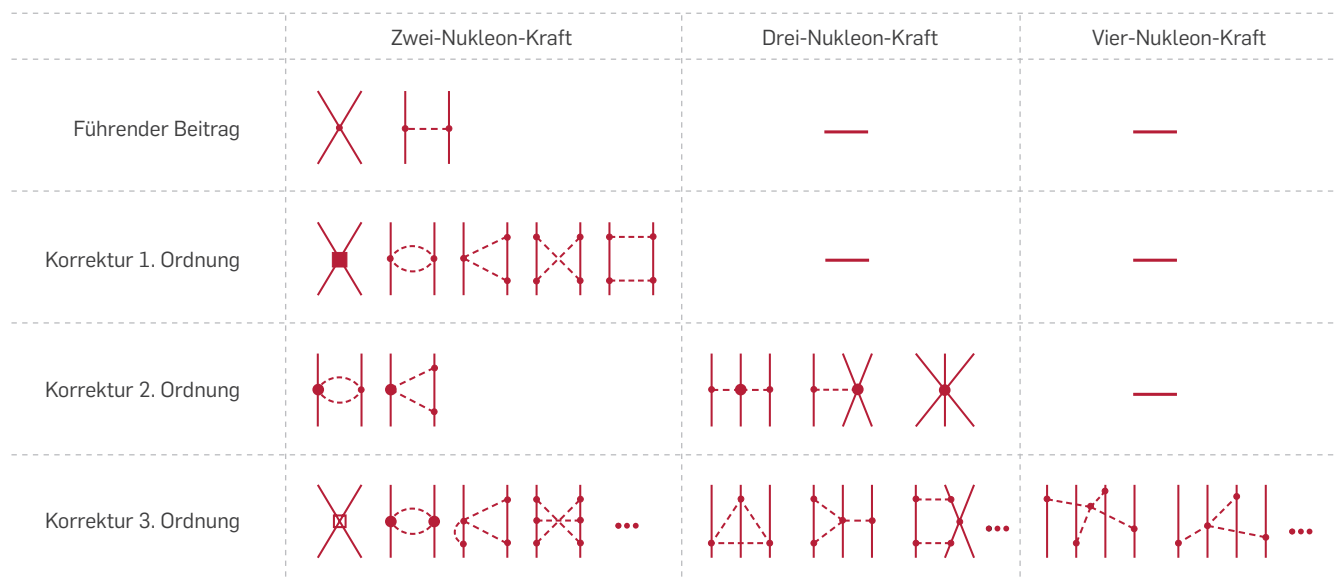 Zwei-Nukleon-Kraft
Drei-Nukleon-Kraft
Vier-Nukleon-Kraft
Führender Beitrag
Korrektur 1. Ordnung
Korrektur 2. Ordnung
Korrektur 3. Ordnung